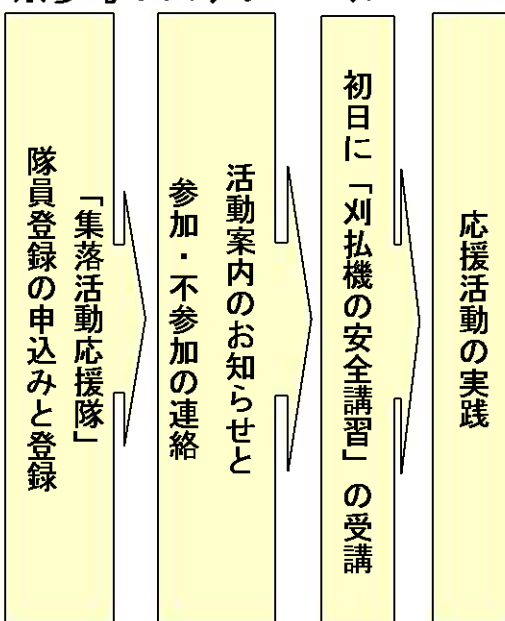 「集落活動応援隊」
隊員登録の申込みと登録
活動案内のお知らせと
参加・不参加の連絡
初日に「刈払機の安全講習」の受講
応援活動の実践